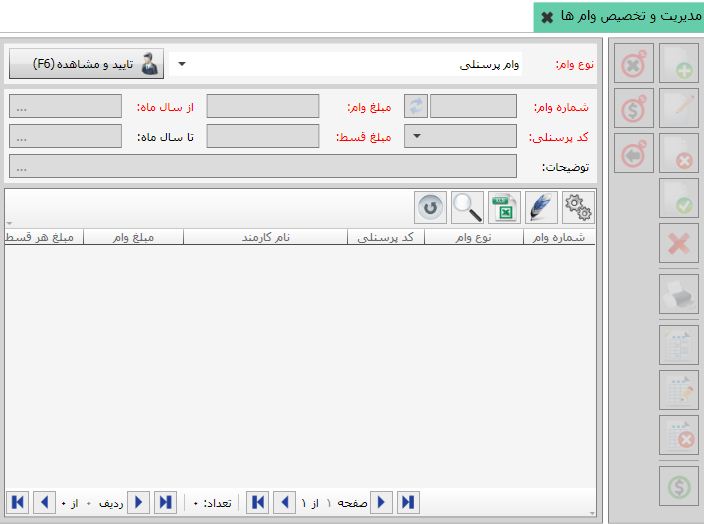 مدیریت و تخصیص وام ها
نوع وام: وام پرسنلی تایید و مشاهده (F6)
شماره وام: مبلغ وام: از سال ماه: ...
کد پرسنلی: مبلغ قسط: تا سال ماه: ...
توضیحات: ...
شماره وام نوع وام کد پرسنلی نام کارمند مبلغ وام مبلغ هر قسط
صفحه ۱ از ۱ تعداد: ۰ ردیف ۰ از ۰